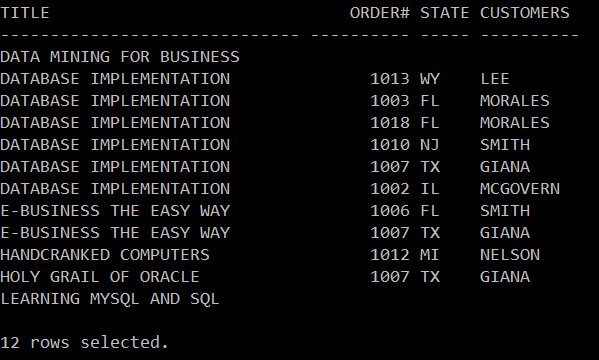 TITLE                             ORDER# STATE CUSTOMERS
------------------------------ ---------- ----- ----------
DATA MINING FOR BUSINESS
DATABASE IMPLEMENTATION              1013 WY    LEE
DATABASE IMPLEMENTATION              1003 FL    MORALES
DATABASE IMPLEMENTATION              1018 FL    MORALES
DATABASE IMPLEMENTATION              1010 NJ    SMITH
DATABASE IMPLEMENTATION              1007 TX    GIANA
DATABASE IMPLEMENTATION              1002 IL    MCGOVERN
E-BUSINESS THE EASY WAY              1006 FL    SMITH
E-BUSINESS THE EASY WAY              1007 TX    GIANA
HANDCRANKED COMPUTERS                1012 MI    NELSON
HOLY GRAIL OF ORACLE                 1007 TX    GIANA
LEARNING MYSQL AND SQL

12 rows selected.